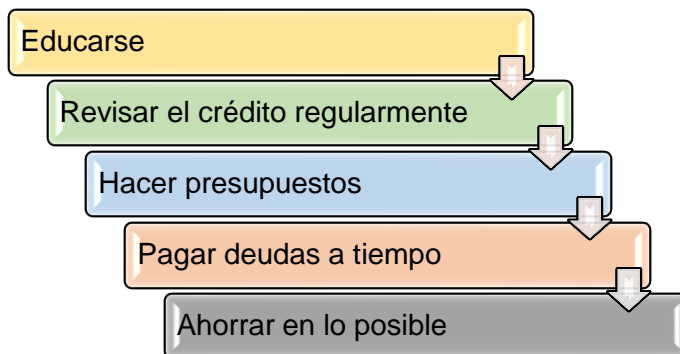 Educarse
Revisar el crédito regularmente
Hacer presupuestos
Pagar deudas a tiempo
Ahorrar en lo posible